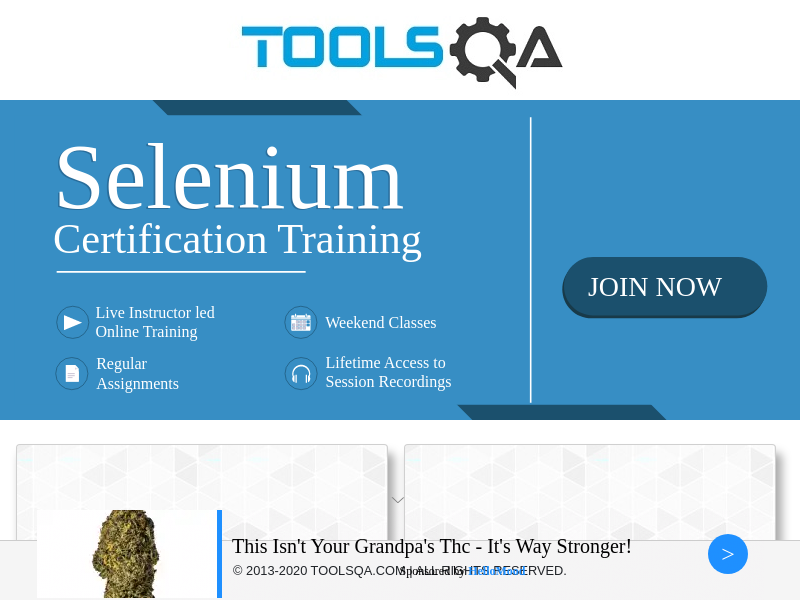 TOOLSQA
Selenium
Certification Training
JOIN NOW
Live Instructor led
Online Training
Weekend Classes
Regular
Assignments
Lifetime Access to
Session Recordings
This Isn't Your Grandpa's Thc - It's Way Stronger!
>
© 2013-2020 TOOLSQA.COM ALL RIGHTS RESERVED.
Sponsored by